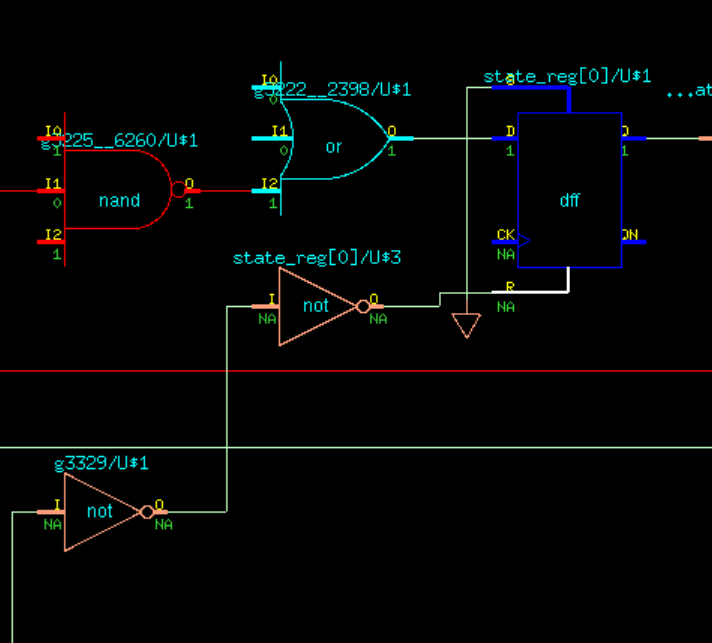 state_reg[0]/U$1
...at
I0
0
g3222__2398/U$1
I0
1
g3225__6260/U$1
I1
0
or
O
1
D
1
1
I1
0
nand
O
1
I2
1
dff
I2
1
CK
NA
QN
state_reg[0]/U$3
I
NA
not
O
NA
R
NA
g3329/U$1
I
NA
not
O
NA